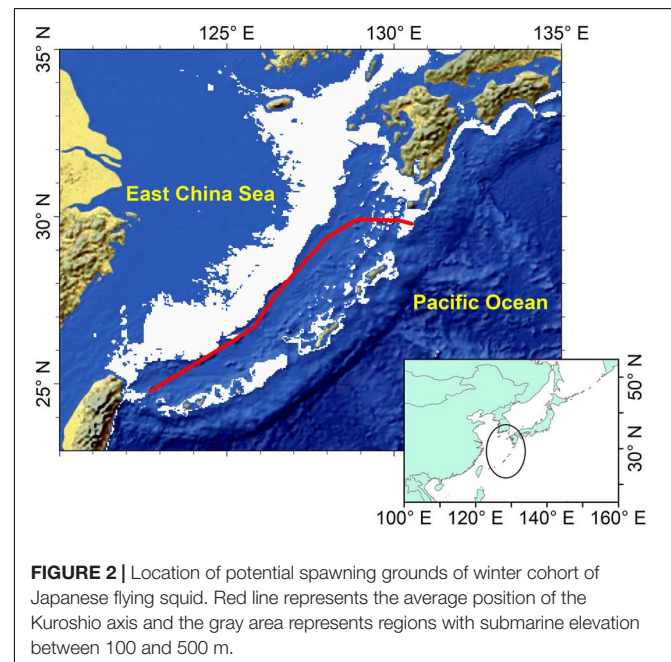 125° E 130° E 135° E
35° N
East China Sea
30° N
Pacific Ocean
25° N
50° N
30° N
100° E 120° E 140° E 160° E
FIGURE 2 | Location of potential spawning grounds of winter cohort of
Japanese flying squid. Red line represents the average position of the
Kuroshio axis and the gray area represents regions with submarine elevation
between 100 and 500 m.